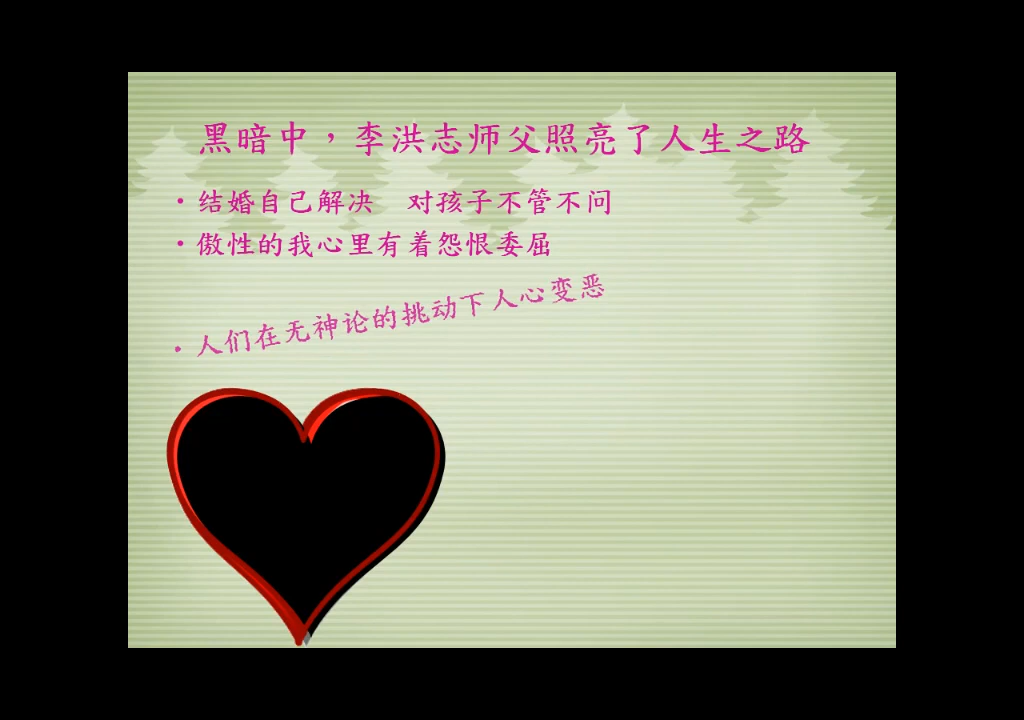 黑暗中，李洪志师父照亮了人生之路
• 结婚自己解决　对孩子不管不问
• 傲性的我心里有着怨恨委屈
• 人们在无神论的挑动下人心变恶